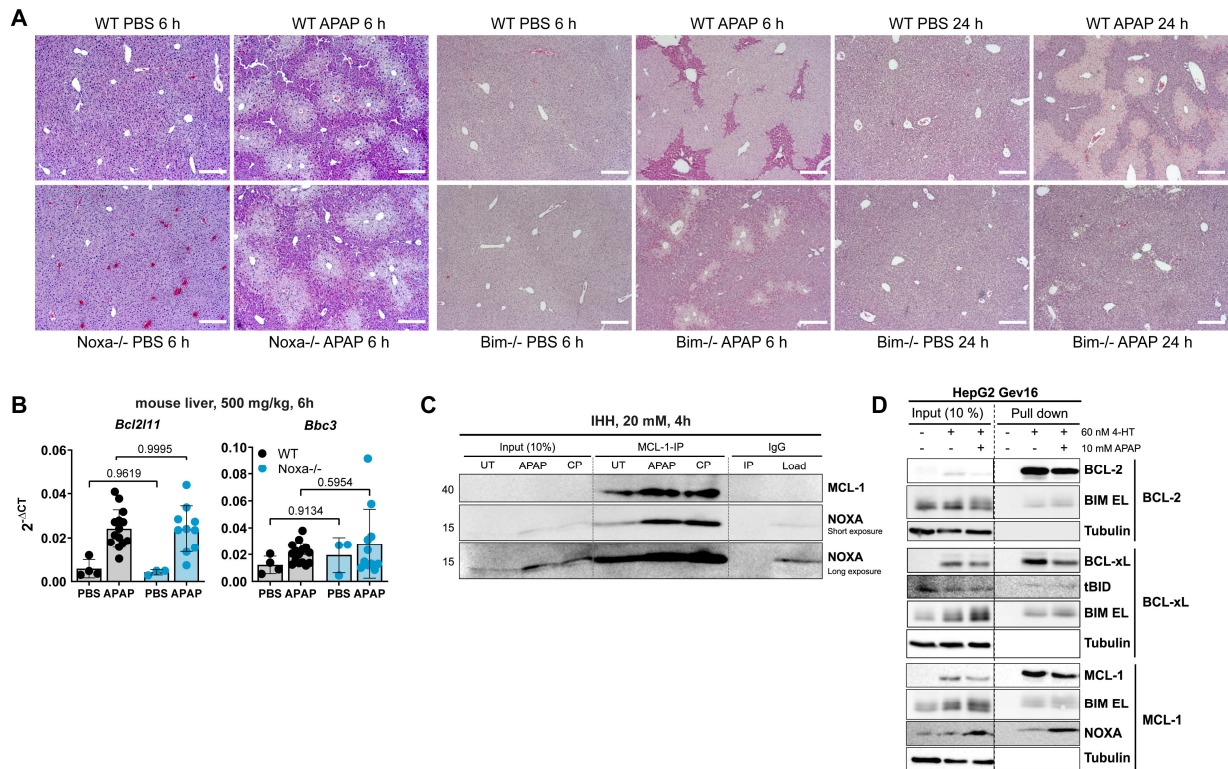 A
WT PBS 6 h
WT APAP 6 h
WT PBS 6 h
WT APAP 6 h
WT PBS 24 h
WT APAP 24 h
Noxa-/- PBS 6 h
Noxa-/- APAP 6 h
Bim-/- PBS 6 h
Bim-/- APAP 6 h
Bim-/- PBS 24 h
Bim-/- APAP 24 h
B
mouse liver, 500 mg/kg, 6h
Bcl2l11
Bbc3
2-ΔCT
0.06
0.04
0.02
0.00
0.9995
0.9619
PBS APAP PBS APAP
0.10
0.08
0.06
0.04
0.02
0.00
WT
Noxa-/-
0.5954
0.9134
PBS APAP PBS APAP
C
IHH, 20 mM, 4h
Input (10%) MCL-1-IP IgG
UT APAP CP UT APAP CP IP Load
40 MCL-1
15 NOXA
Short exposure
15 NOXA
Long exposure
D
HepG2 Gev16
Input (10 %) Pull down
- + + - + + 60 nM 4-HT
- - + - - + 10 mM APAP
BCL-2
BIM EL
Tubulin
BCL-2
BCL-xL
tBID
BIM EL
Tubulin
BCL-xL
MCL-1
BIM EL
NOXA
Tubulin
MCL-1